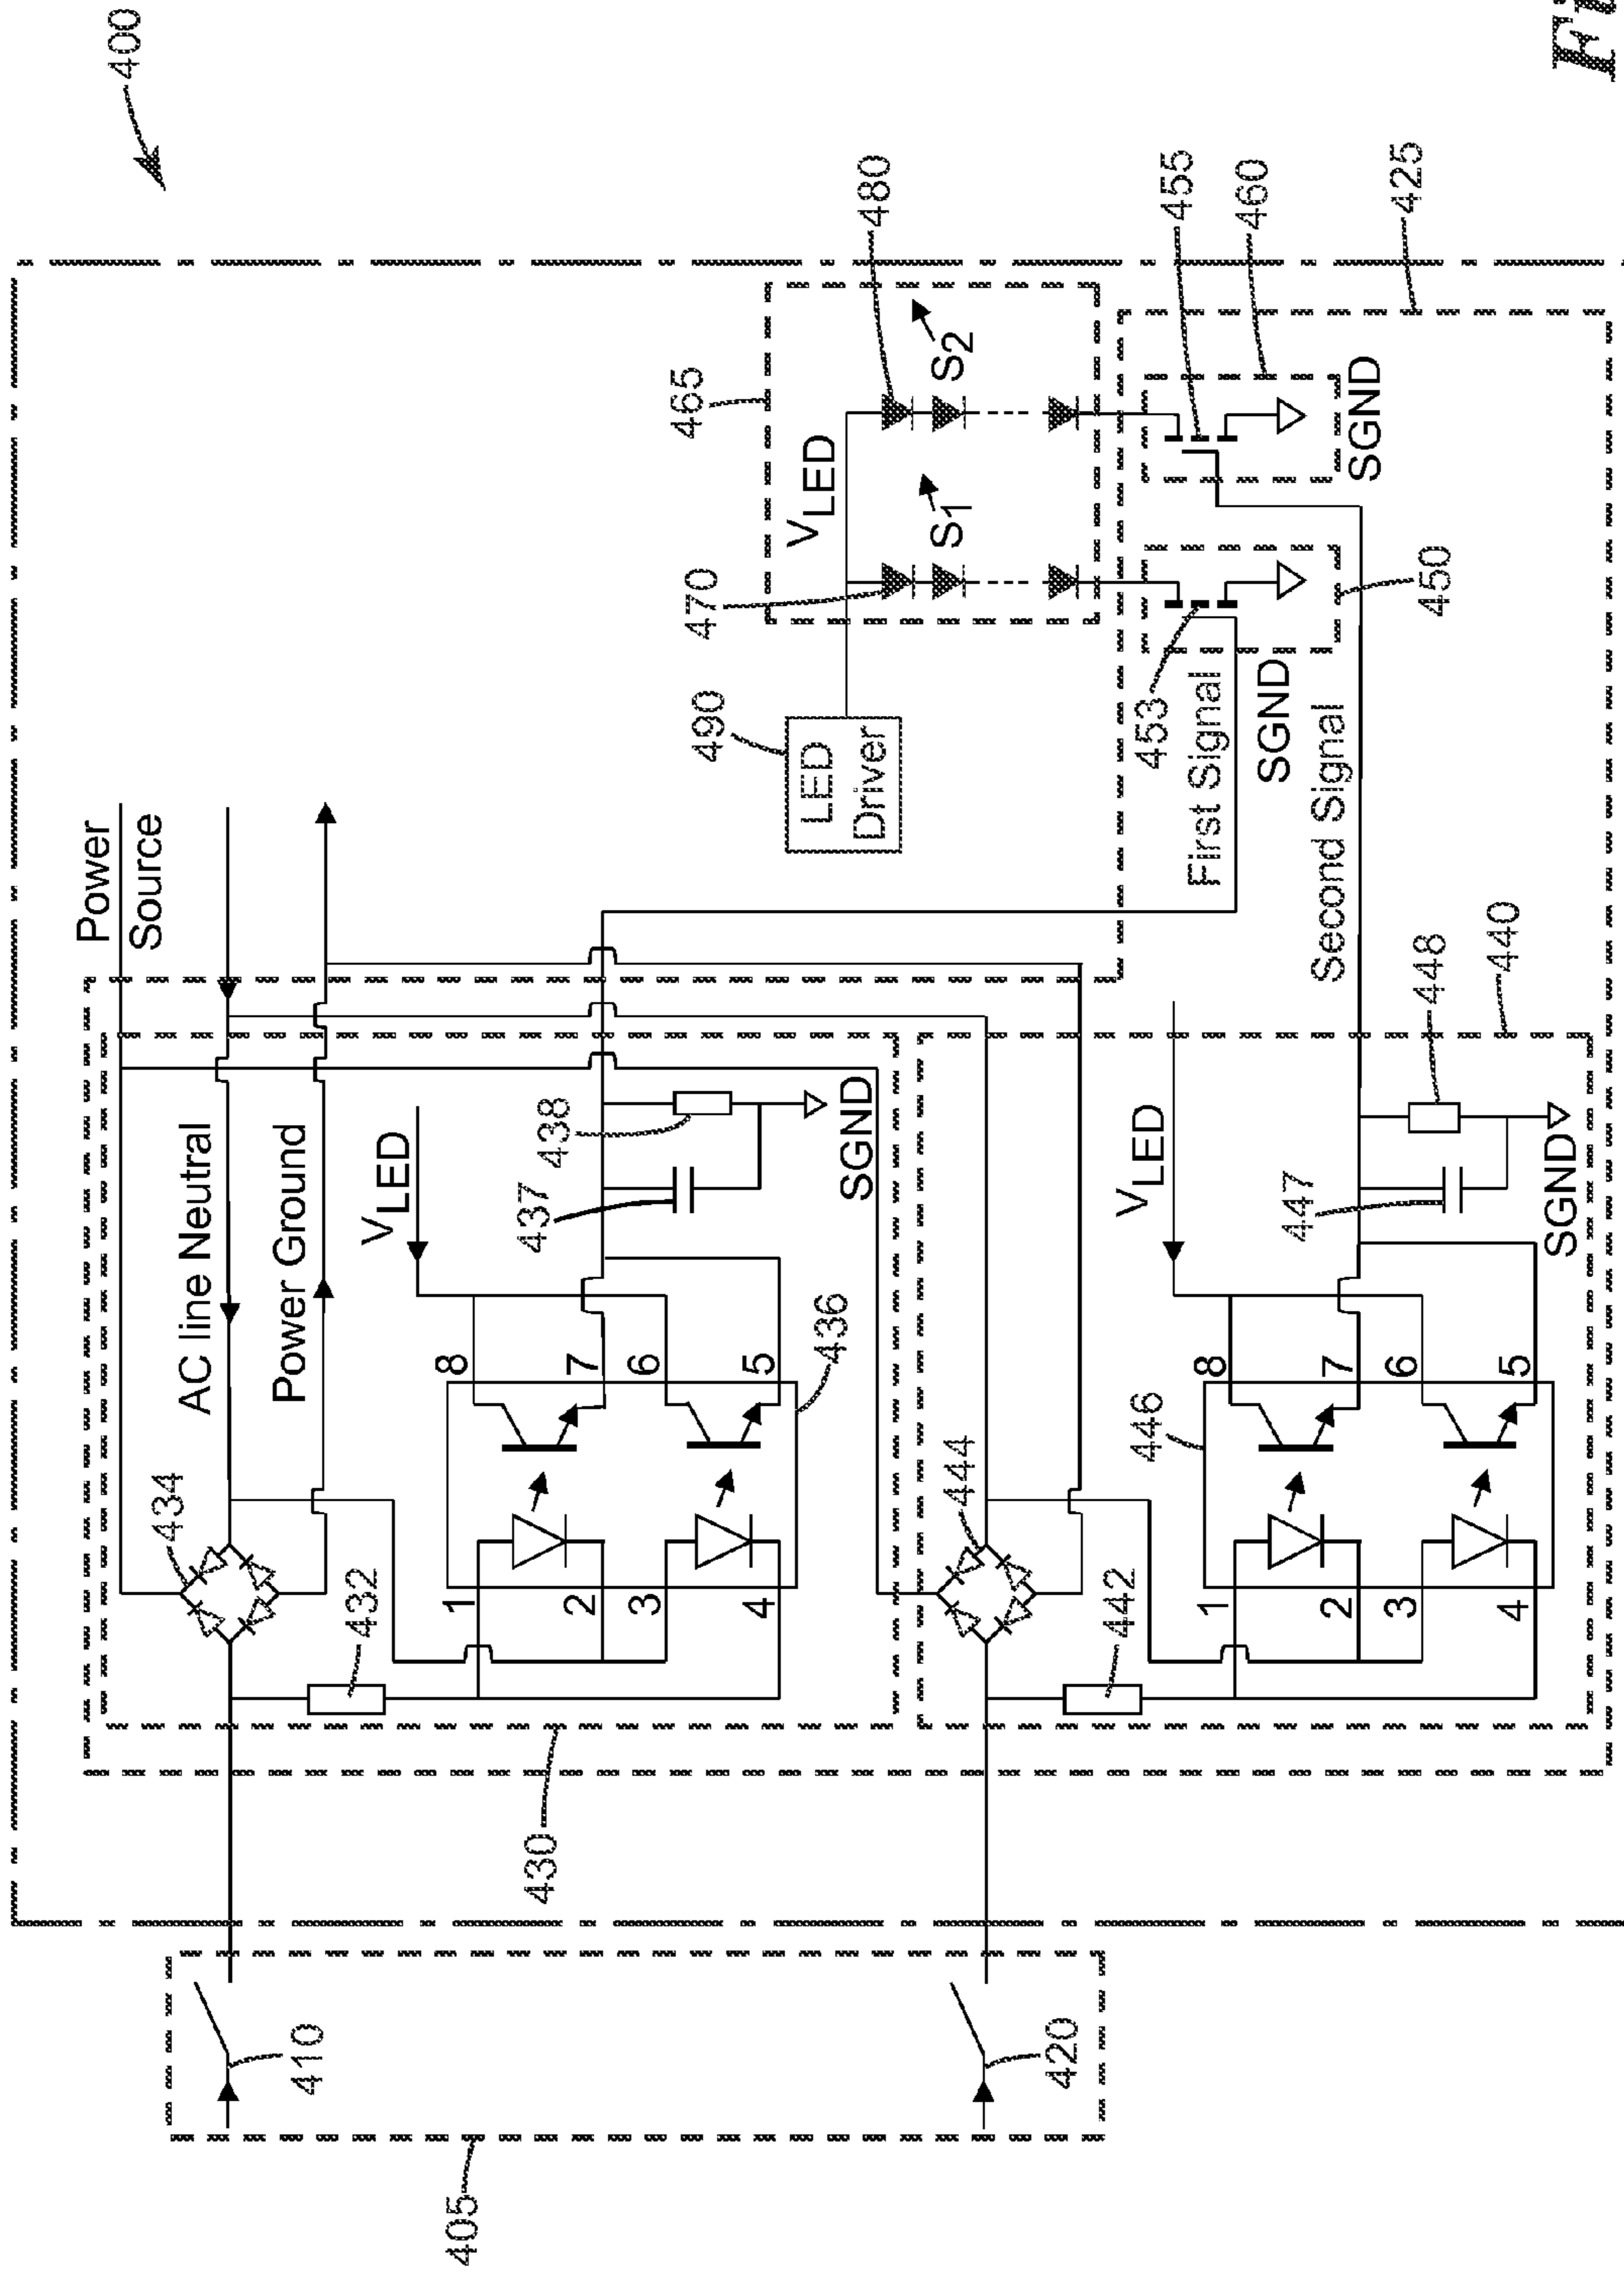 400
Power
Source
AC line Neutral
Power Ground
434
432
V LED
8
7
6
5
1
2
3
4
436
437
438
SGND
430
410
405
420
444
442
446
8
7
6
5
1
2
3
4
V LED
447
448
SGND
440
490
LED
Driver
V LED
465
470
480
S1
S2
453
455
460
425
First Signal
SGND
Second Signal
450
SGND